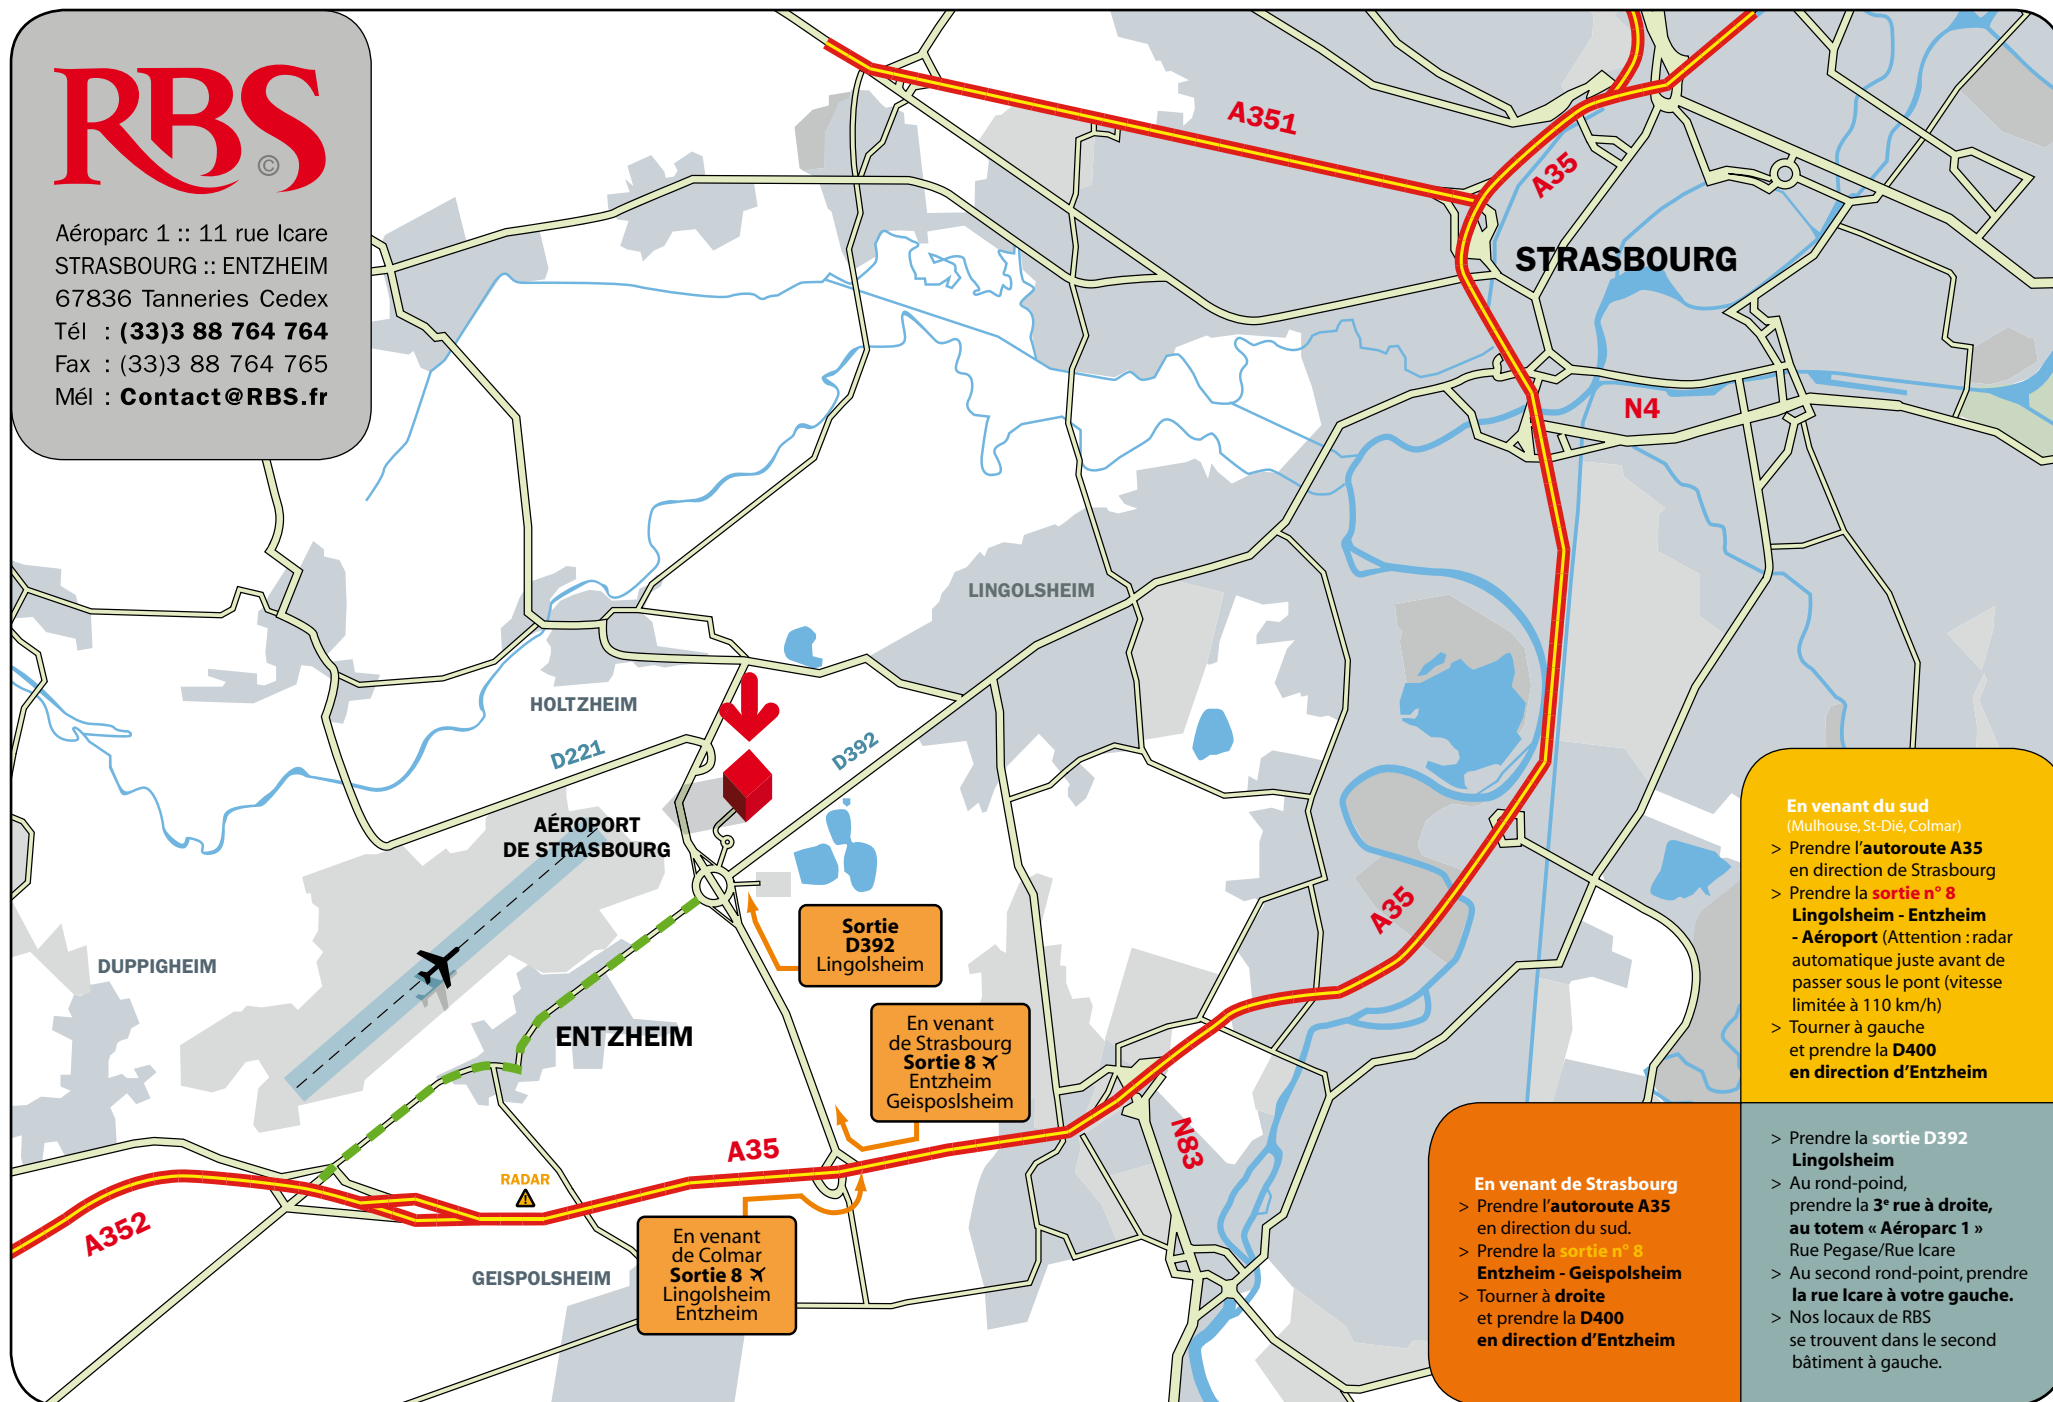 RBS
©
Aéroparc 1 :: 11 rue Icare
STRASBOURG :: ENTZHEIM
67836 Tanneries Cedex
Tél : (33)3 88 764 764
Fax : (33)3 88 764 765
Mél : Contact@RBS.fr
A351
A35
STRASBOURG
N4
LINGOLSHEIM
HOLTZHEIM
D221
D392
AÉROPORT
DE STRASBOURG
DUPPIGHEIM
ENTZHEIM
Sortie
D392
Lingolsheim
A35
En venant
de Strasbourg
Sortie 8
Entzheim
Geisposlsheim
A35
N83
RADAR
A352
GEISPOLSHEIM
En venant
de Colmar
Sortie 8
Lingolsheim
Entzheim
En venant du sud
(Mulhouse, St-Dié, Colmar)
> Prendre l'autoroute A35
en direction de Strasbourg
> Prendre la sortie n° 8
Lingolsheim - Entzheim
- Aéroport (Attention : radar
automatique juste avant de
passer sous le pont (vitesse
limitée à 110 km/h)
> Tourner à gauche
et prendre la D400
en direction d'Entzheim
En venant de Strasbourg
> Prendre l'autoroute A35
en direction du sud.
> Prendre la sortie n° 8
Entzheim - Geispolsheim
> Tourner à droite
et prendre la D400
en direction d'Entzheim
> Prendre la sortie D392
Lingolsheim
> Au rond-poind,
prendre la 3e rue à droite,
au totem « Aéroparc 1 »
Rue Pegase/Rue Icare
> Au second rond-point, prendre
la rue Icare à votre gauche.
> Nos locaux de RBS
se trouvent dans le second
bâtiment à gauche.